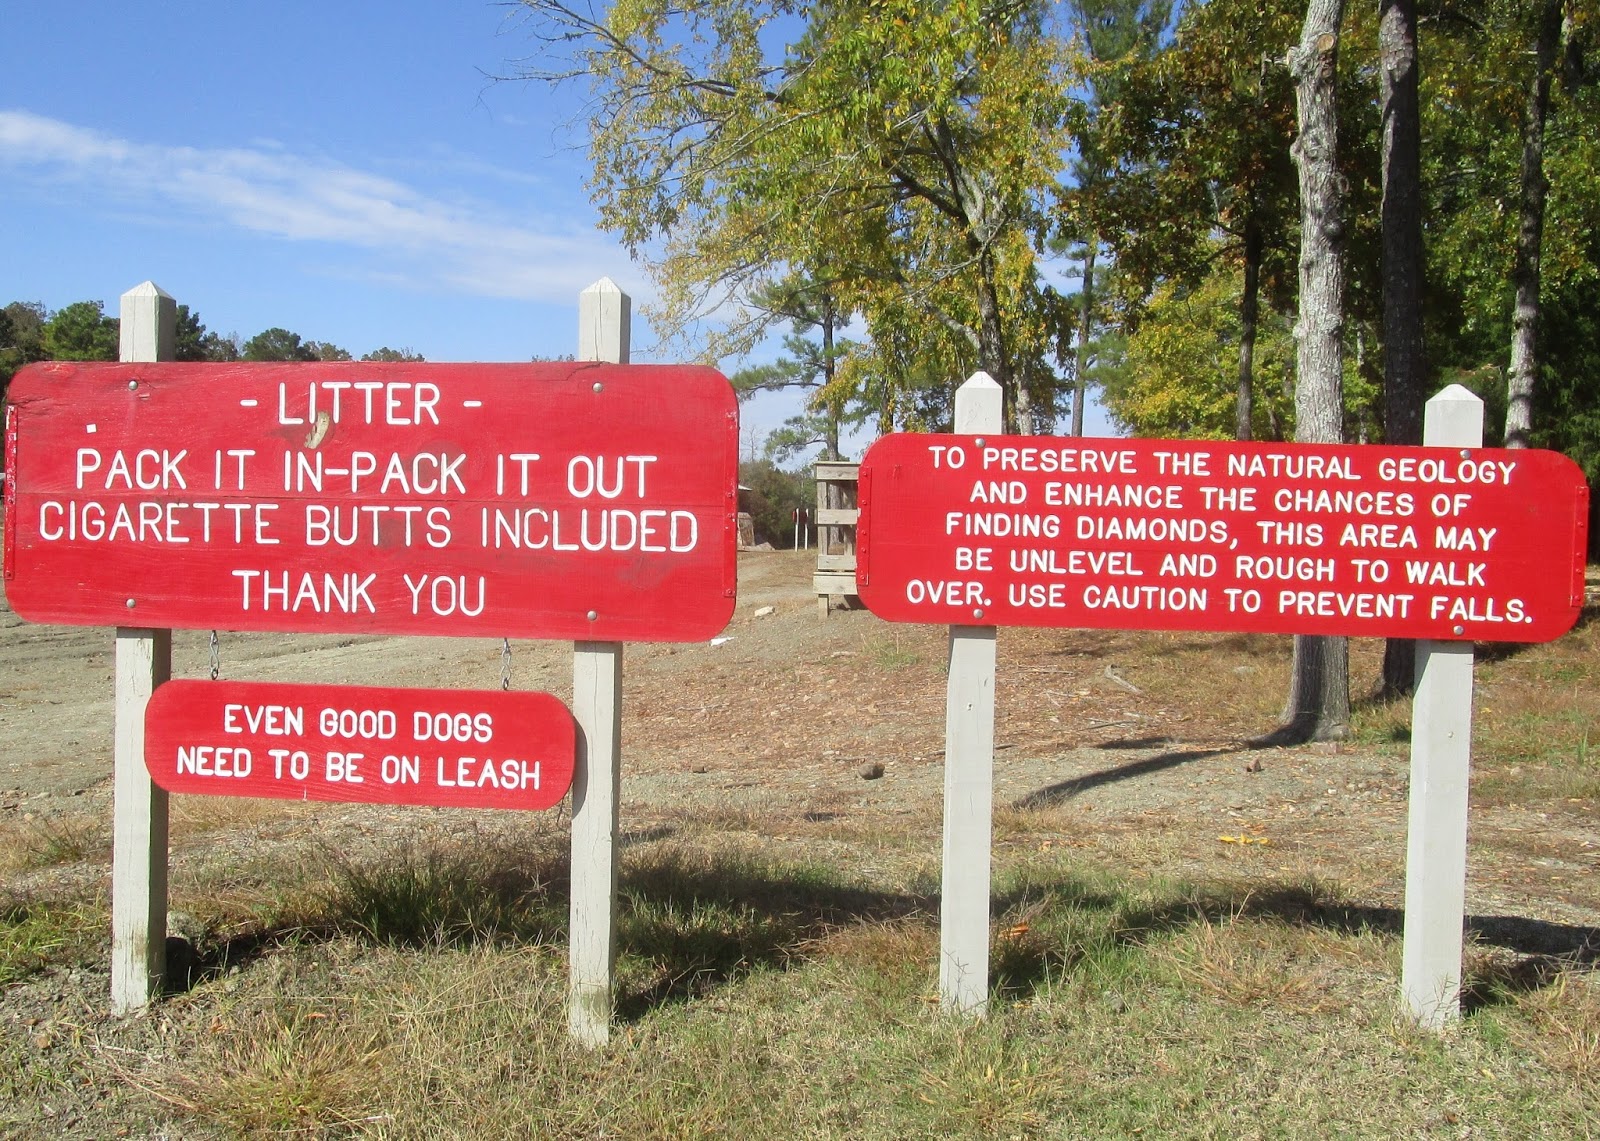 - LITTER -
PACK IT IN-PACK IT OUT
CIGARETTE BUTTS INCLUDED
THANK YOU
EVEN GOOD DOGS
NEED TO BE ON LEASH
TO PRESERVE THE NATURAL GEOLOGY
AND ENHANCE THE CHANCES OF
FINDING DIAMONDS, THIS AREA MAY
BE UNLEVEL AND ROUGH TO WALK
OVER. USE CAUTION TO PREVENT FALLS.